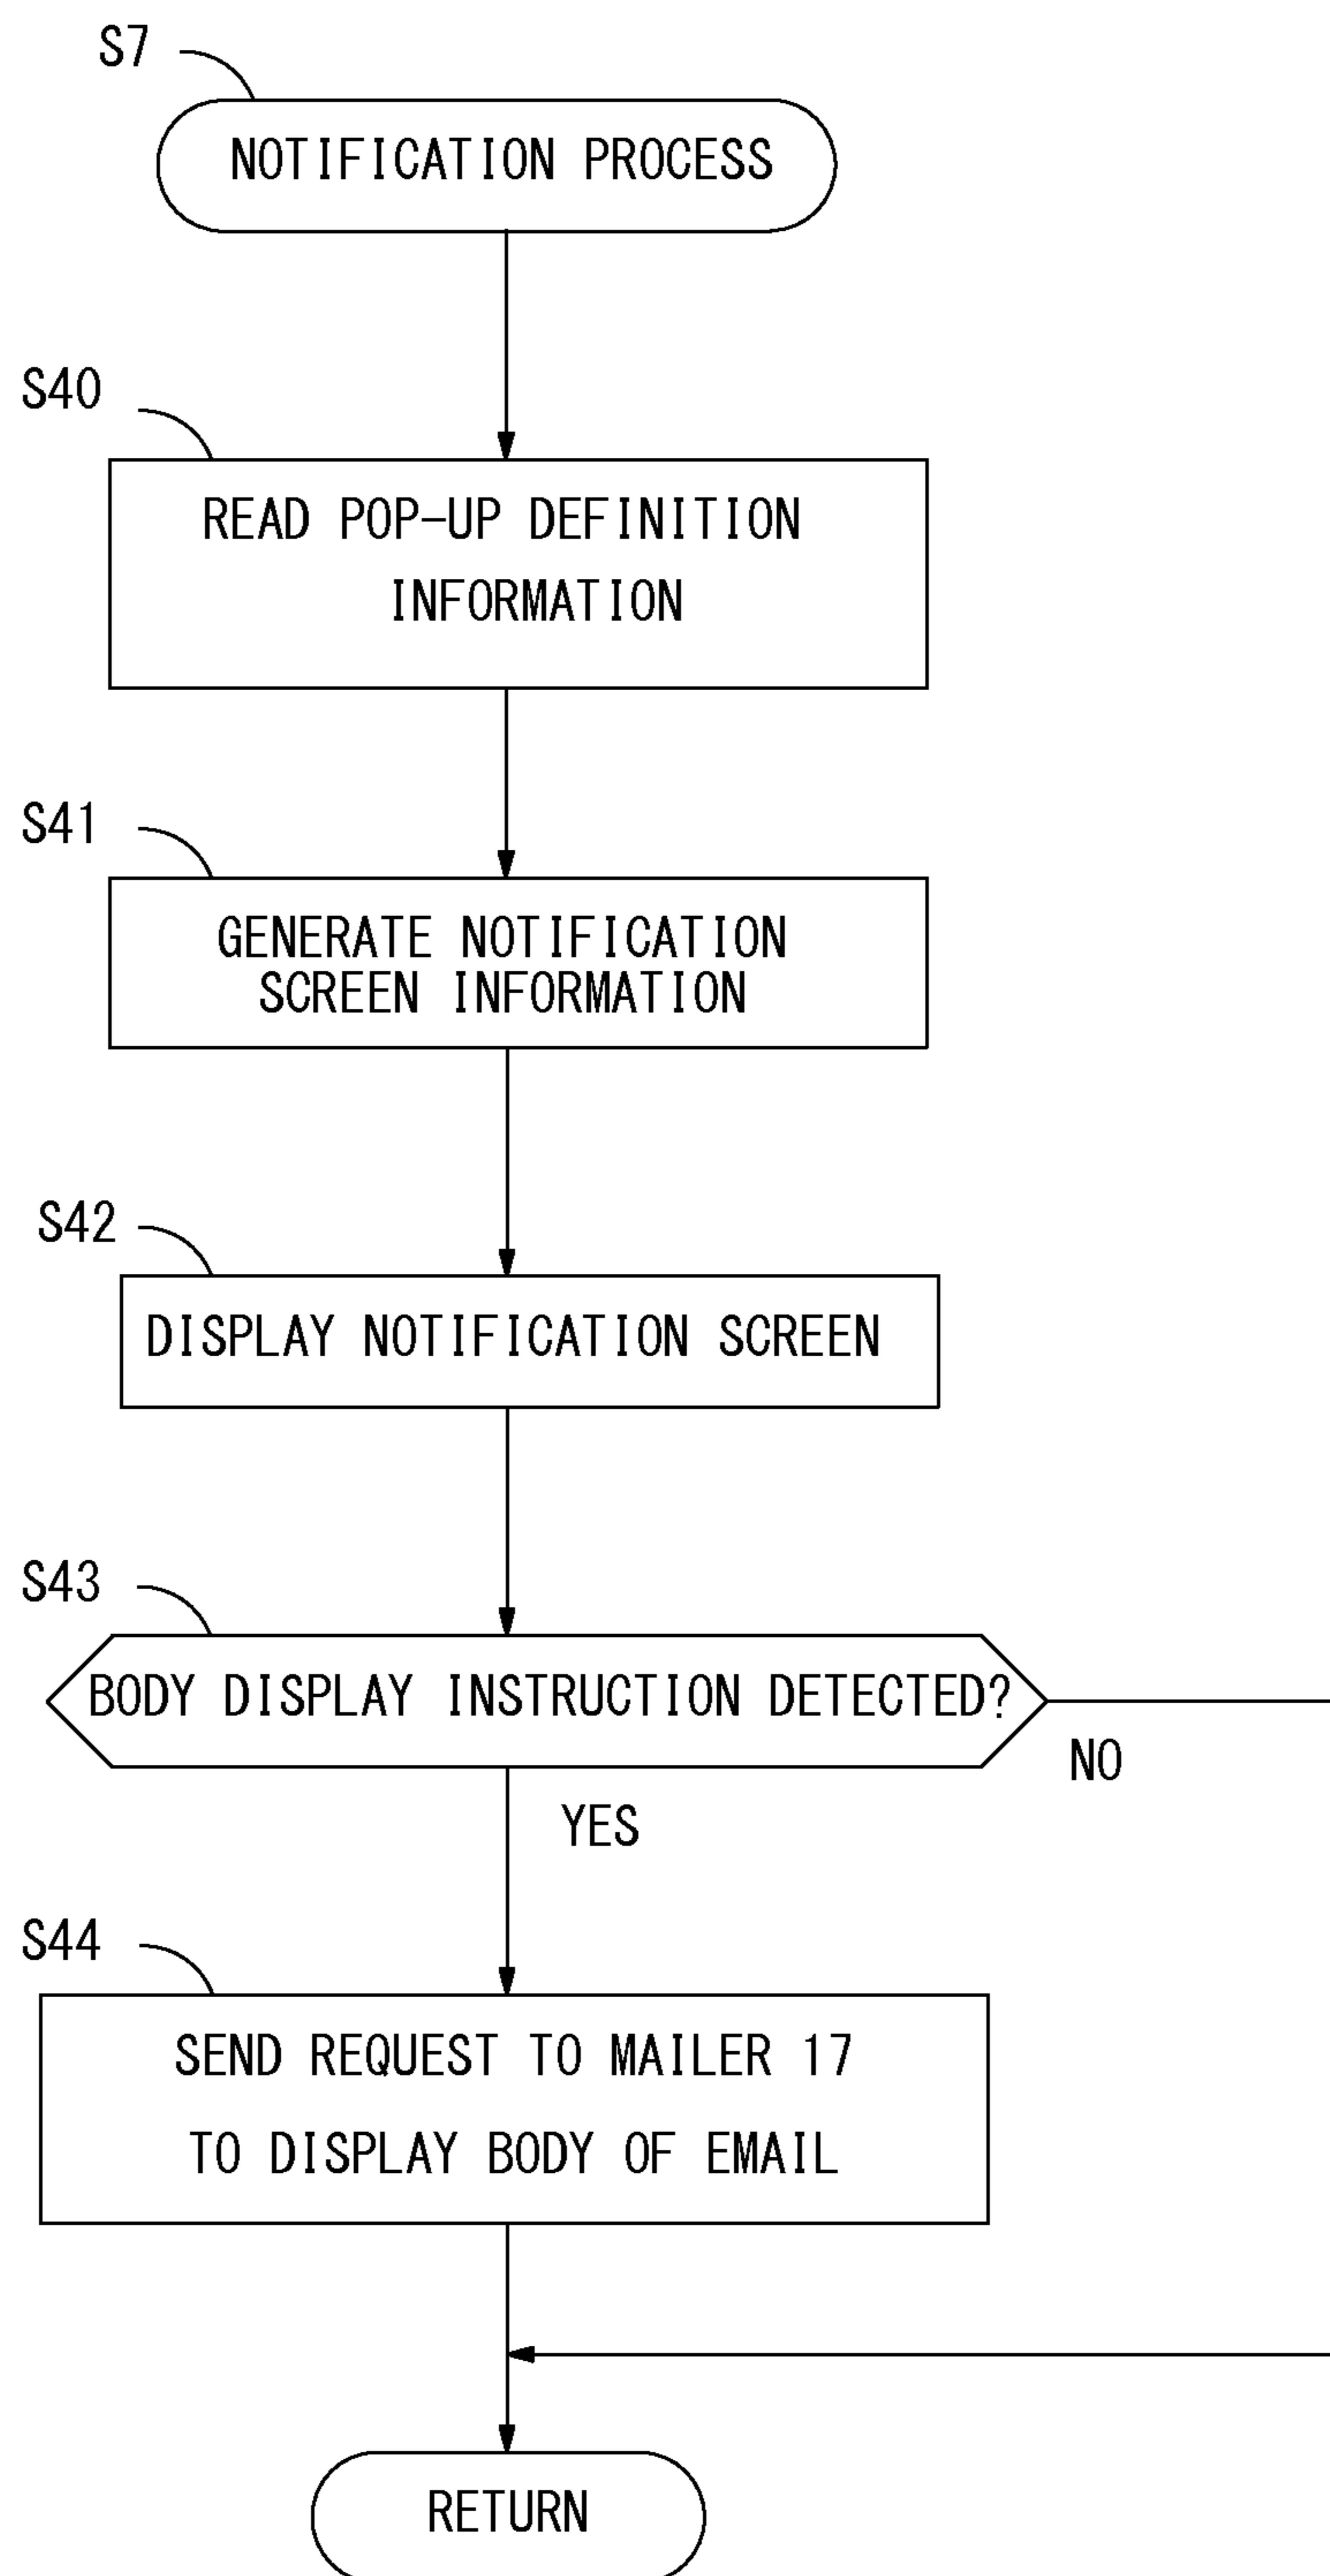 S7
NOTIFICATION PROCESS
S40
READ POP-UP DEFINITION
INFORMATION
S41
GENERATE NOTIFICATION
SCREEN INFORMATION
S42
DISPLAY NOTIFICATION SCREEN
S43
BODY DISPLAY INSTRUCTION DETECTED?
NO
YES
S44
SEND REQUEST TO MAILER 17
TO DISPLAY BODY OF EMAIL
RETURN